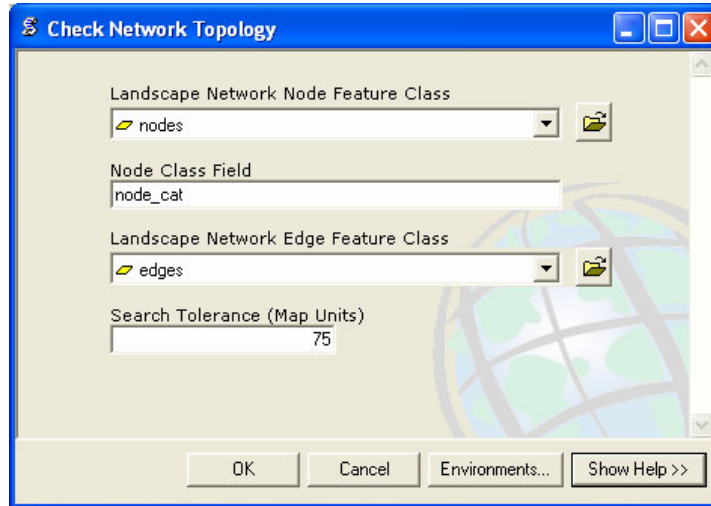 Check Network Topology
Landscape Network Node Feature Class
nodes
Node Class Field
node_cat
Landscape Network Edge Feature Class
edges
Search Tolerance (Map Units)
75
OK Cancel Environments... Show Help >>